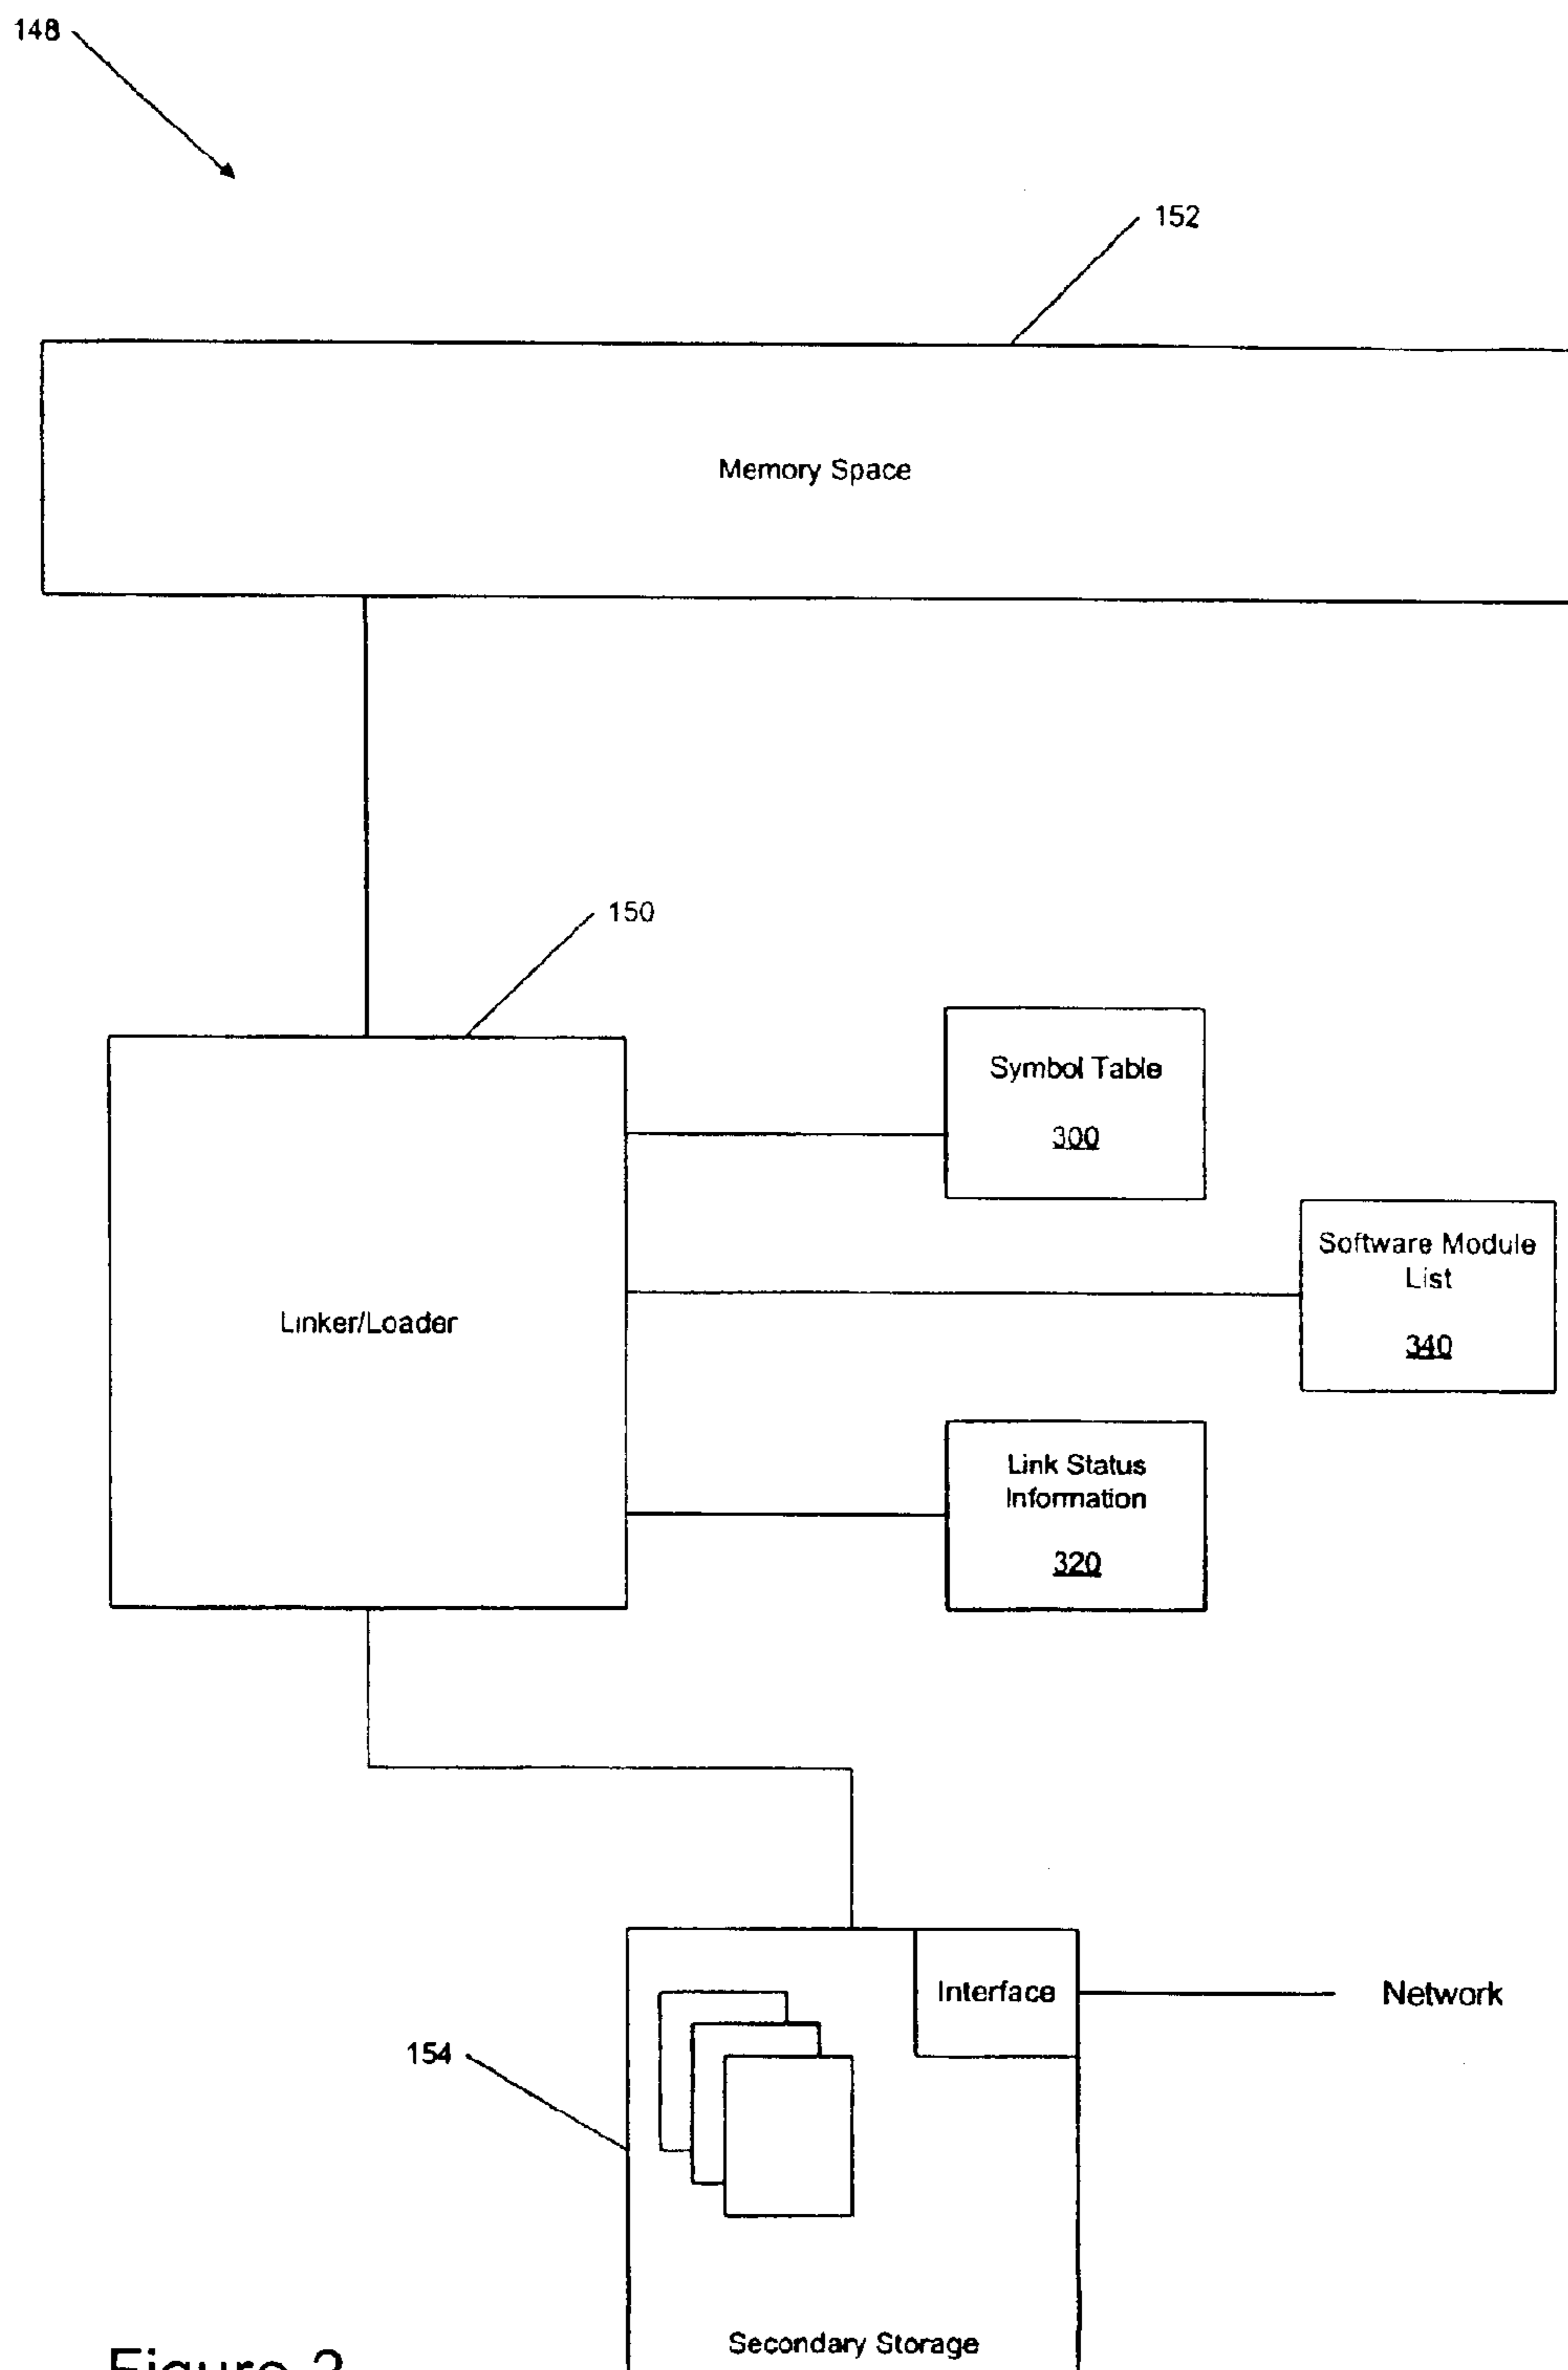 148
152
Memory Space
150
Symbol Table
300
Software Module
List
340
Linker/Loader
Link Status
Information
320
Interface
Network
154
Secondary Storage
Figure